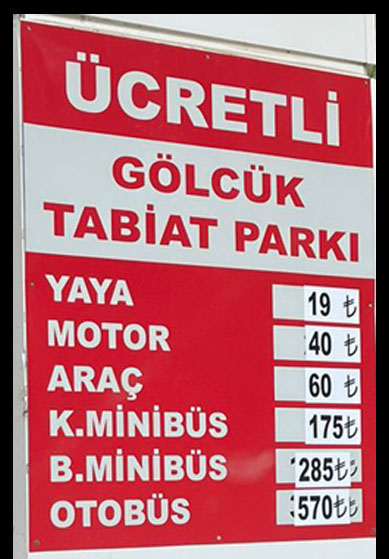 ÜCRETLİ
GÖLCÜK
TABİAT PARKI
YAYA 19 ₺
MOTOR 40 ₺
ARAÇ 60 ₺
K.MİNİBÜS 175₺
B.MİNİBÜS 285₺
OTOBÜS 570₺